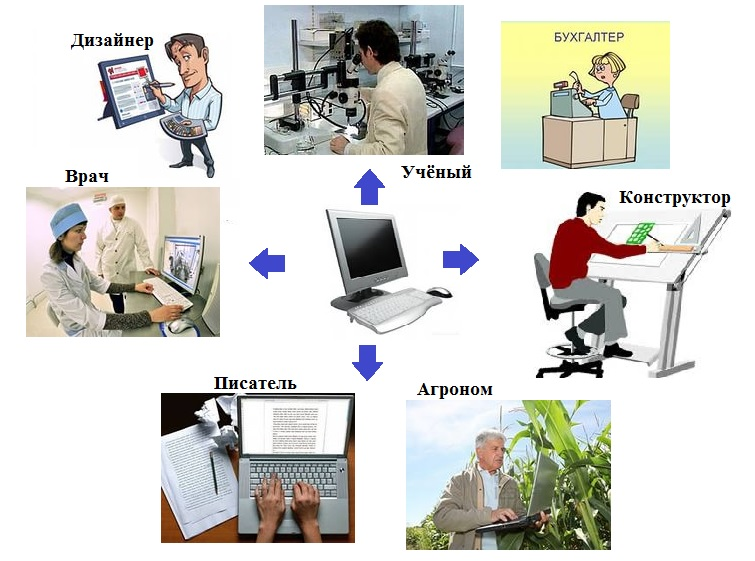 Дизайнер
БУХГАЛТЕР
Врач
Учёный
Конструктор
Писатель
Агроном